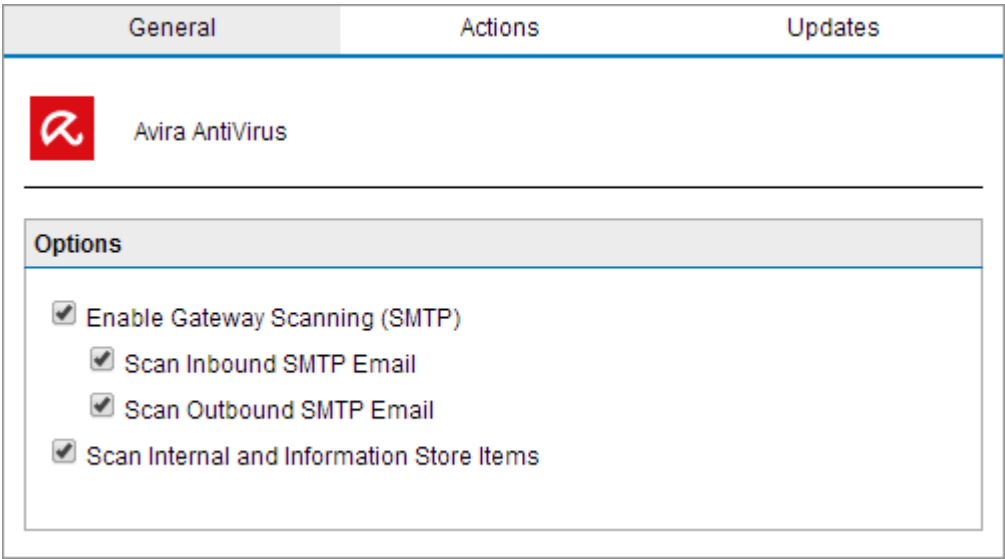 General Actions Updates
Avira AntiVirus
Options
Enable Gateway Scanning (SMTP)
Scan Inbound SMTP Email
Scan Outbound SMTP Email
Scan Internal and Information Store Items